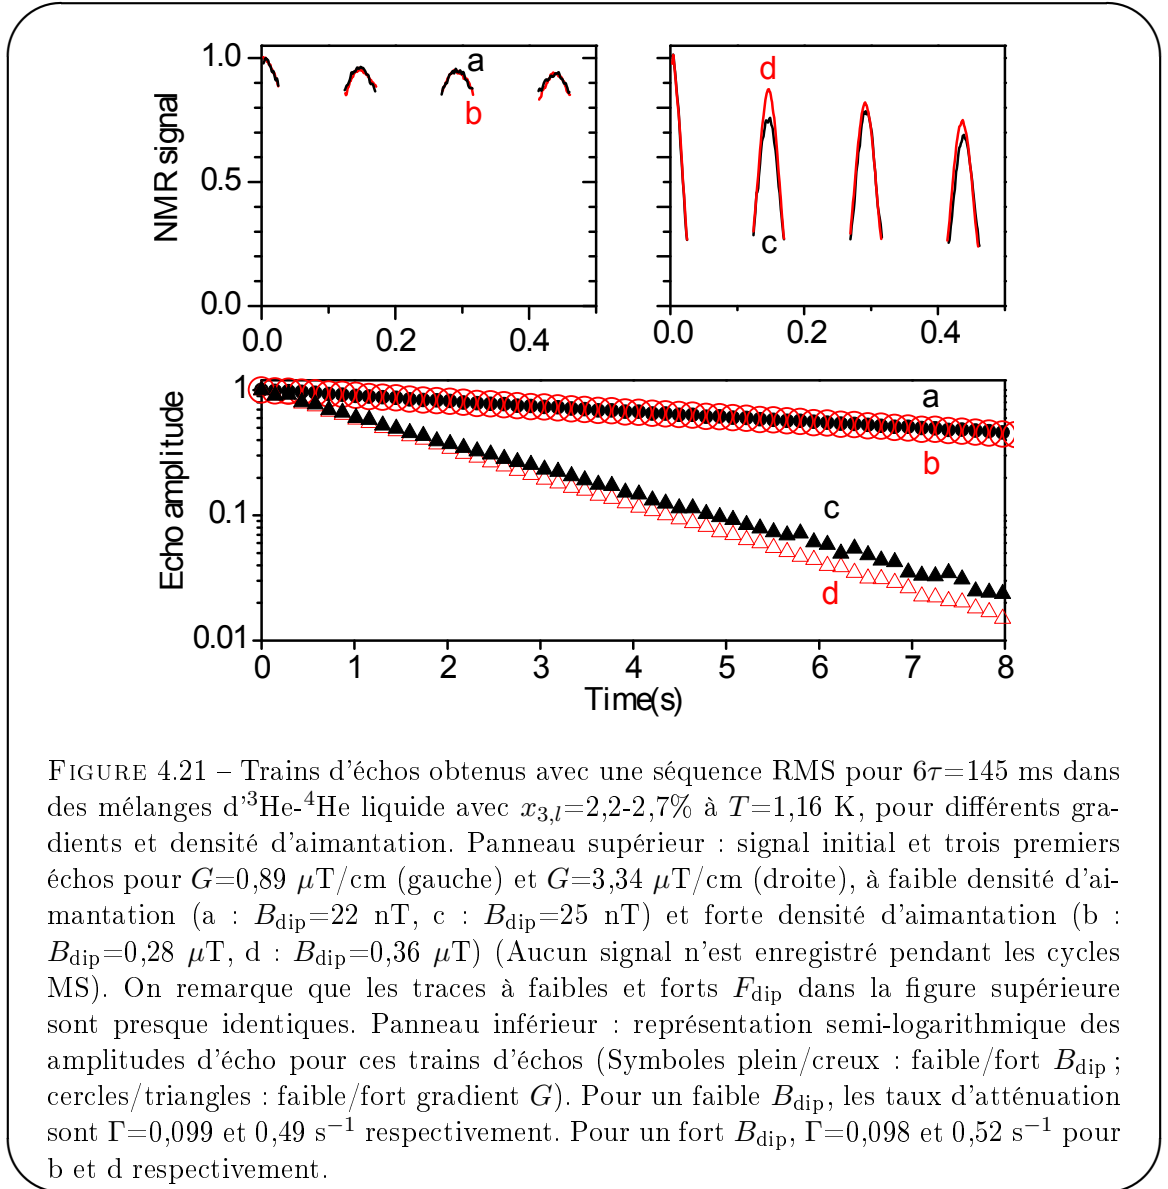 NMR signal
1.0
0.5
0.0
a
b
0.0
0.2
0.4
d
c
0.0
0.2
0.4
Echo amplitude
1
0.1
0.01
a
b
c
d
0 1 2 3 4 5 6 7 8
Time(s)
FIGURE 4.21 – Trains d'échos obtenus avec une séquence RMS pour 6τ=145 ms dans
des mélanges d'³He-⁴He liquide avec x₃,ₗ=2,2-2,7% à T=1,16 K, pour différents gra-
dients et densité d'aimantation. Panneau supérieur : signal initial et trois premiers
échos pour G=0,89 μT/cm (gauche) et G=3,34 μT/cm (droite), à faible densité d'ai-
mantation (a : B_dip=22 nT, c : B_dip=25 nT) et forte densité d'aimantation (b :
B_dip=0,28 μT, d : B_dip=0,36 μT) (Aucun signal n'est enregistré pendant les cycles
MS). On remarque que les traces à faibles et forts F_dip dans la figure supérieure
sont presque identiques. Panneau inférieur : représentation semi-logarithmique des
amplitudes d'écho pour ces trains d'échos (Symboles plein/creux : faible/fort B_dip ;
cercles/triangles : faible/fort gradient G). Pour un faible B_dip, les taux d'atténuation
sont Γ=0,099 et 0,49 s⁻¹ respectivement. Pour un fort B_dip, Γ=0,098 et 0,52 s⁻¹ pour
b et d respectivement.